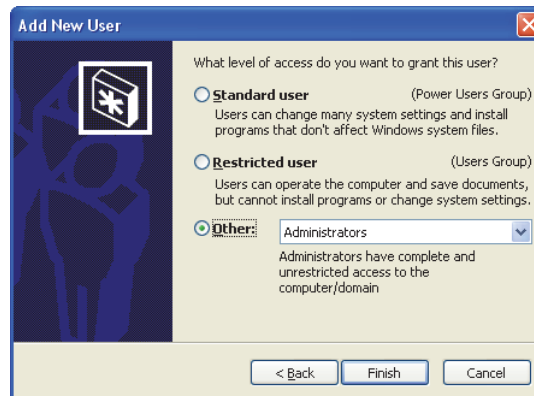 Add New User
What level of access do you want to grant this user?
Standard user (Power Users Group)
Users can change many system settings and install
programs that don't affect Windows system files.
Restricted user (Users Group)
Users can operate the computer and save documents,
but cannot install programs or change system settings.
Other: Administrators
Administrators have complete and
unrestricted access to the
computer/domain
< Back Finish Cancel